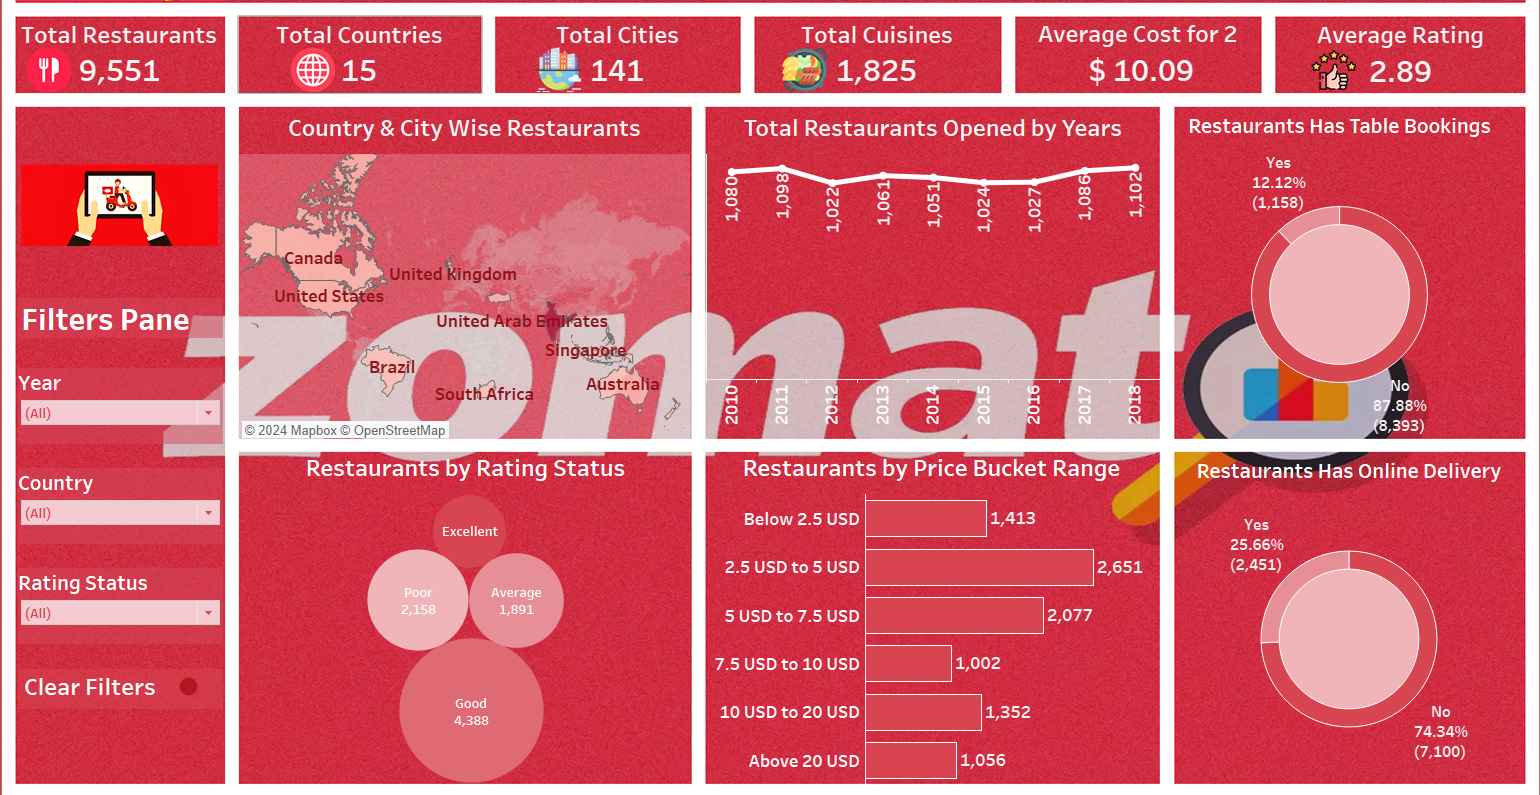 Total Restaurants
9,551
Total Countries
15
Total Cities
141
Total Cuisines
1,825
Average Cost for 2
$ 10.09
Average Rating
2.89
Filters Pane
Year
(All)
Country
(All)
Rating Status
(All)
Clear Filters
Country & City Wise Restaurants
Canada
United Kingdom
United States
United Arab Emirates
Singapore
Brazil
Australia
South Africa
© 2024 Mapbox © OpenStreetMap
Total Restaurants Opened by Years
1,080
1,098
1,022
1,061
1,051
1,024
1,027
1,086
1,102
2010
2011
2012
2013
2014
2015
2016
2017
2018
Restaurants Has Table Bookings
Yes
12.12%
(1,158)
No
87.88%
(8,393)
Restaurants by Rating Status
Excellent
Poor
2,158
Average
1,891
Good
4,388
Restaurants by Price Bucket Range
Below 2.5 USD 1,413
2.5 USD to 5 USD 2,651
5 USD to 7.5 USD 2,077
7.5 USD to 10 USD 1,002
10 USD to 20 USD 1,352
Above 20 USD 1,056
Restaurants Has Online Delivery
Yes
25.66%
(2,451)
No
74.34%
(7,100)
zomat